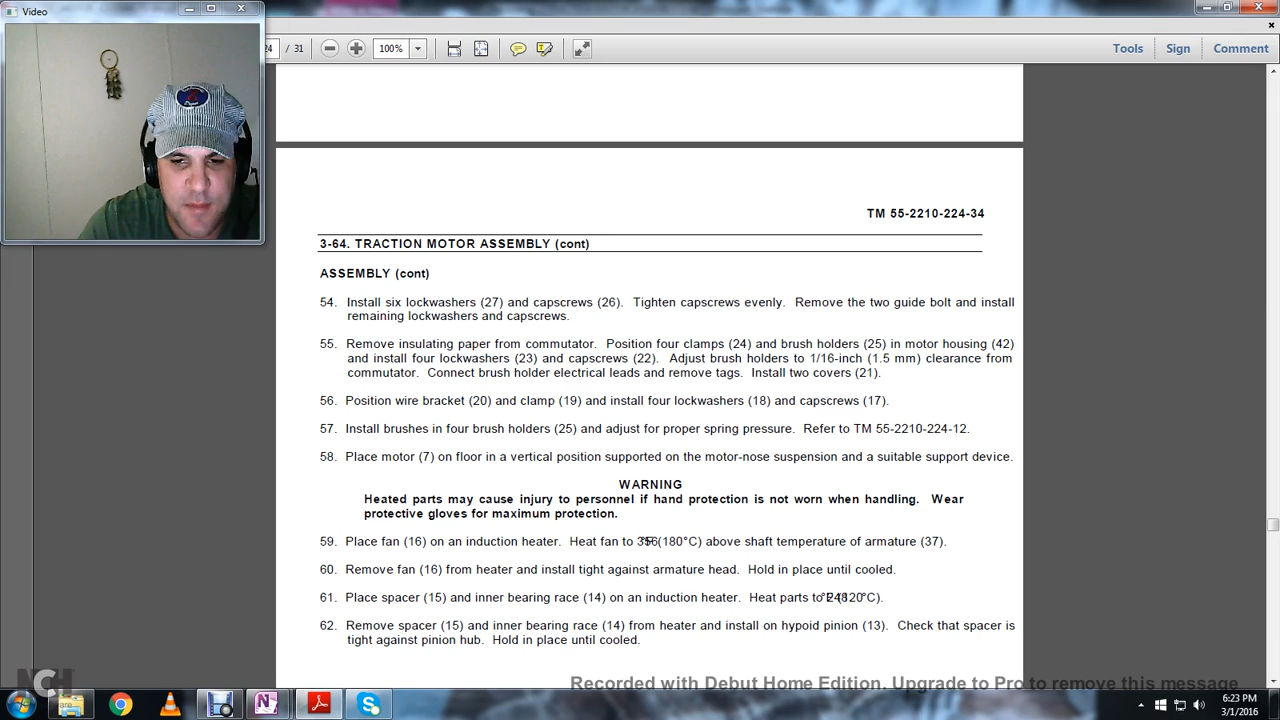 Video
24 / 31
100%
Tools
Sign
Comment
TM 55-2210-224-34
3-64. TRACTION MOTOR ASSEMBLY (cont)
ASSEMBLY (cont)
54. Install six lockwashers (27) and capscrews (26). Tighten capscrews evenly. Remove the two guide bolt and install
remaining lockwashers and capscrews.
55. Remove insulating paper from commutator. Position four clamps (24) and brush holders (25) in motor housing (42)
and install four lockwashers (23) and capscrews (22). Adjust brush holders to 1/16-inch (1.5 mm) clearance from
commutator. Connect brush holder electrical leads and remove tags. Install two covers (21).
56. Position wire bracket (20) and clamp (19) and install four lockwashers (18) and capscrews (17).
57. Install brushes in four brush holders (25) and adjust for proper spring pressure. Refer to TM 55-2210-224-12.
58. Place motor (7) on floor in a vertical position supported on the motor-nose suspension and a suitable support device.
WARNING
Heated parts may cause injury to personnel if hand protection is not worn when handling. Wear
protective gloves for maximum protection.
59. Place fan (16) on an induction heater. Heat fan to (180°C) above shaft temperature of armature (37).
60. Remove fan (16) from heater and install tight against armature head. Hold in place until cooled.
61. Place spacer (15) and inner bearing race (14) on an induction heater. Heat parts to
62. Remove spacer (15) and inner bearing race (14) from heater and install on hypoid pinion (13). Check that spacer is
tight against pinion hub. Hold in place until cooled.
NCH
Recorded with Debut Home Edition. Upgrade to Pro to remove this message
6:23 PM
3/1/2016